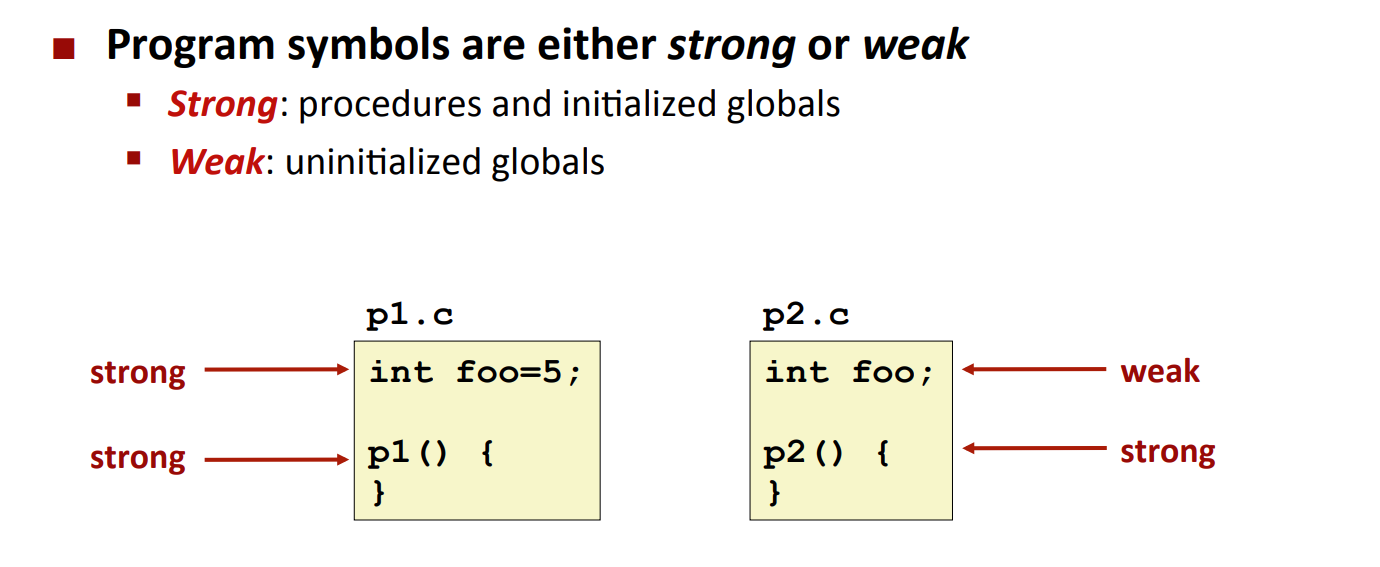 Program symbols are either strong or weak
Strong: procedures and initialized globals
Weak: uninitialized globals
p1.c
p2.c
strong
int foo=5;
int foo;
weak
strong
p1() {
p2() {
strong
}
}